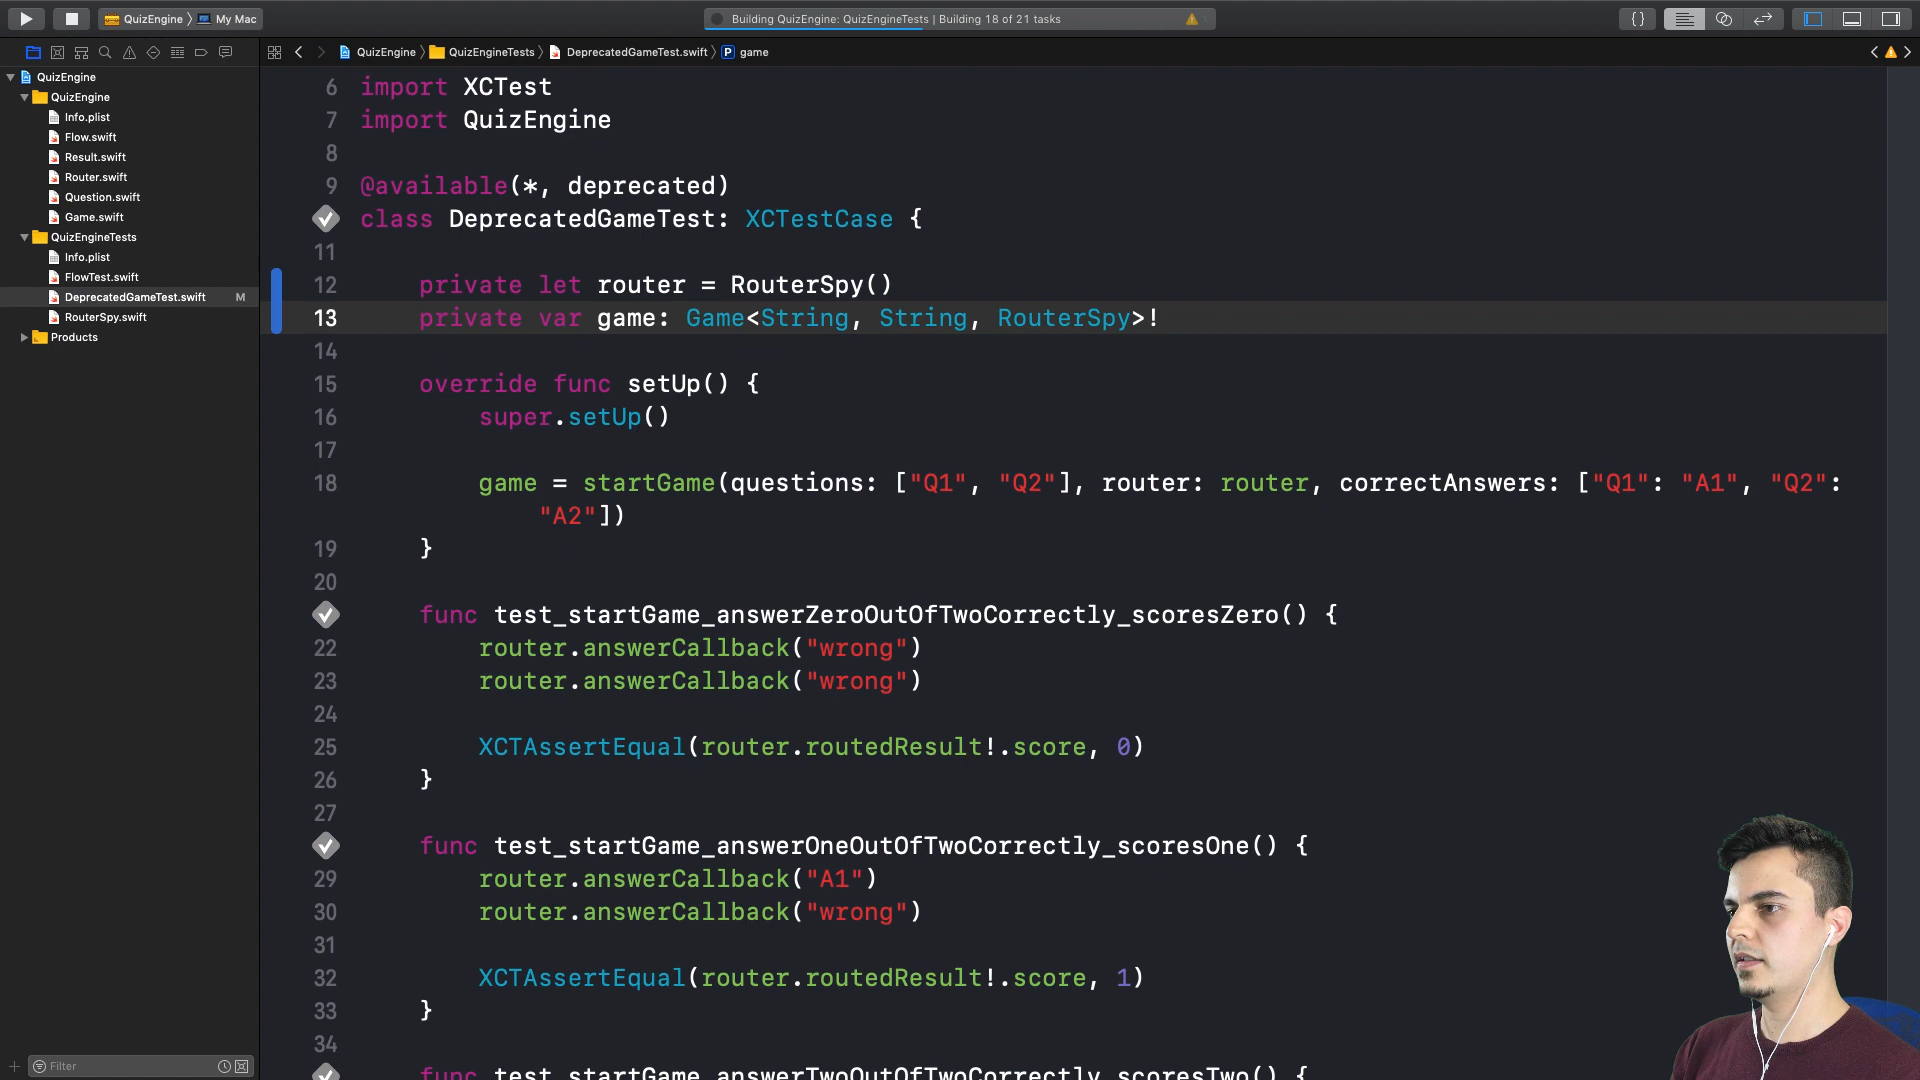 QuizEngine 〉 My Mac
Building QuizEngine: QuizEngineTests | Building 18 of 21 tasks
QuizEngine 〉 QuizEngineTests 〉 DeprecatedGameTest.swift 〉 P game
QuizEngine
QuizEngine
Info.plist
Flow.swift
Result.swift
Router.swift
Question.swift
Game.swift
QuizEngineTests
Info.plist
FlowTest.swift
DeprecatedGameTest.swift M
RouterSpy.swift
Products
Filter
6 import XCTest
7 import QuizEngine
8
9 @available(*, deprecated)
class DeprecatedGameTest: XCTestCase {
11
12 private let router = RouterSpy()
13 private var game: Game<String, String, RouterSpy>!
14
15 override func setUp() {
16 super.setUp()
17
18 game = startGame(questions: ["Q1", "Q2"], router: router, correctAnswers: ["Q1": "A1", "Q2":
"A2"])
19 }
20
func test_startGame_answerZeroOutOfTwoCorrectly_scoresZero() {
22 router.answerCallback("wrong")
23 router.answerCallback("wrong")
24
25 XCTAssertEqual(router.routedResult!.score, 0)
26 }
27
func test_startGame_answerOneOutOfTwoCorrectly_scoresOne() {
29 router.answerCallback("A1")
30 router.answerCallback("wrong")
31
32 XCTAssertEqual(router.routedResult!.score, 1)
33 }
34
func test_startGame_answerTwoOutOfTwoCorrectly_scoresTwo() {